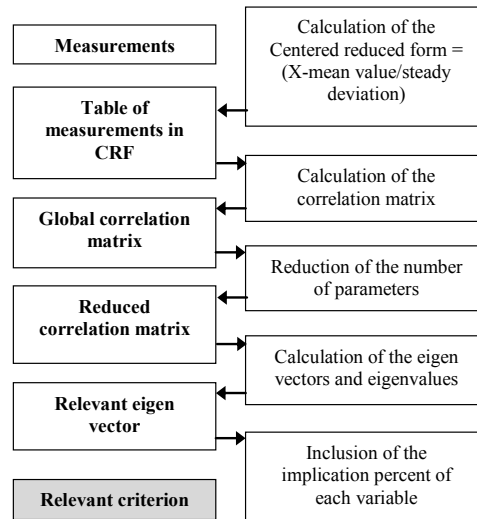 Measurements
Calculation of the
Centered reduced form =
(X-mean value/steady
deviation)
Table of
measurements in
CRF
Calculation of the
correlation matrix
Global correlation
matrix
Reduction of the number
of parameters
Reduced
correlation matrix
Calculation of the eigen
vectors and eigenvalues
Relevant eigen
vector
Inclusion of the
implication percent of
each variable
Relevant criterion